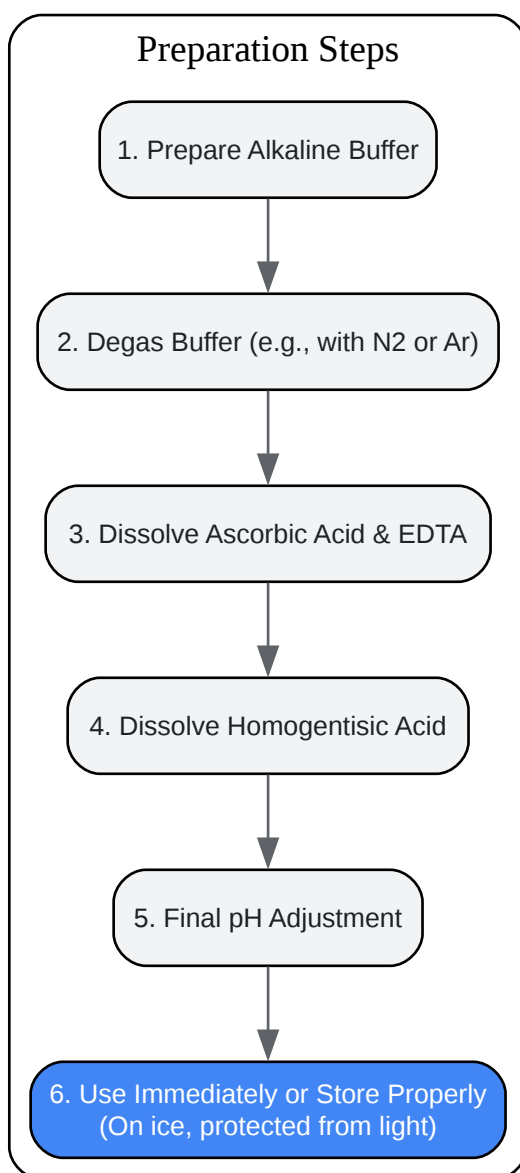 Preparation Steps
1. Prepare Alkaline Buffer
2. Degas Buffer (e.g., with N2 or Ar)
3. Dissolve Ascorbic Acid & EDTA
4. Dissolve Homogentisic Acid
5. Final pH Adjustment
6. Use Immediately or Store Properly
(On ice, protected from light)